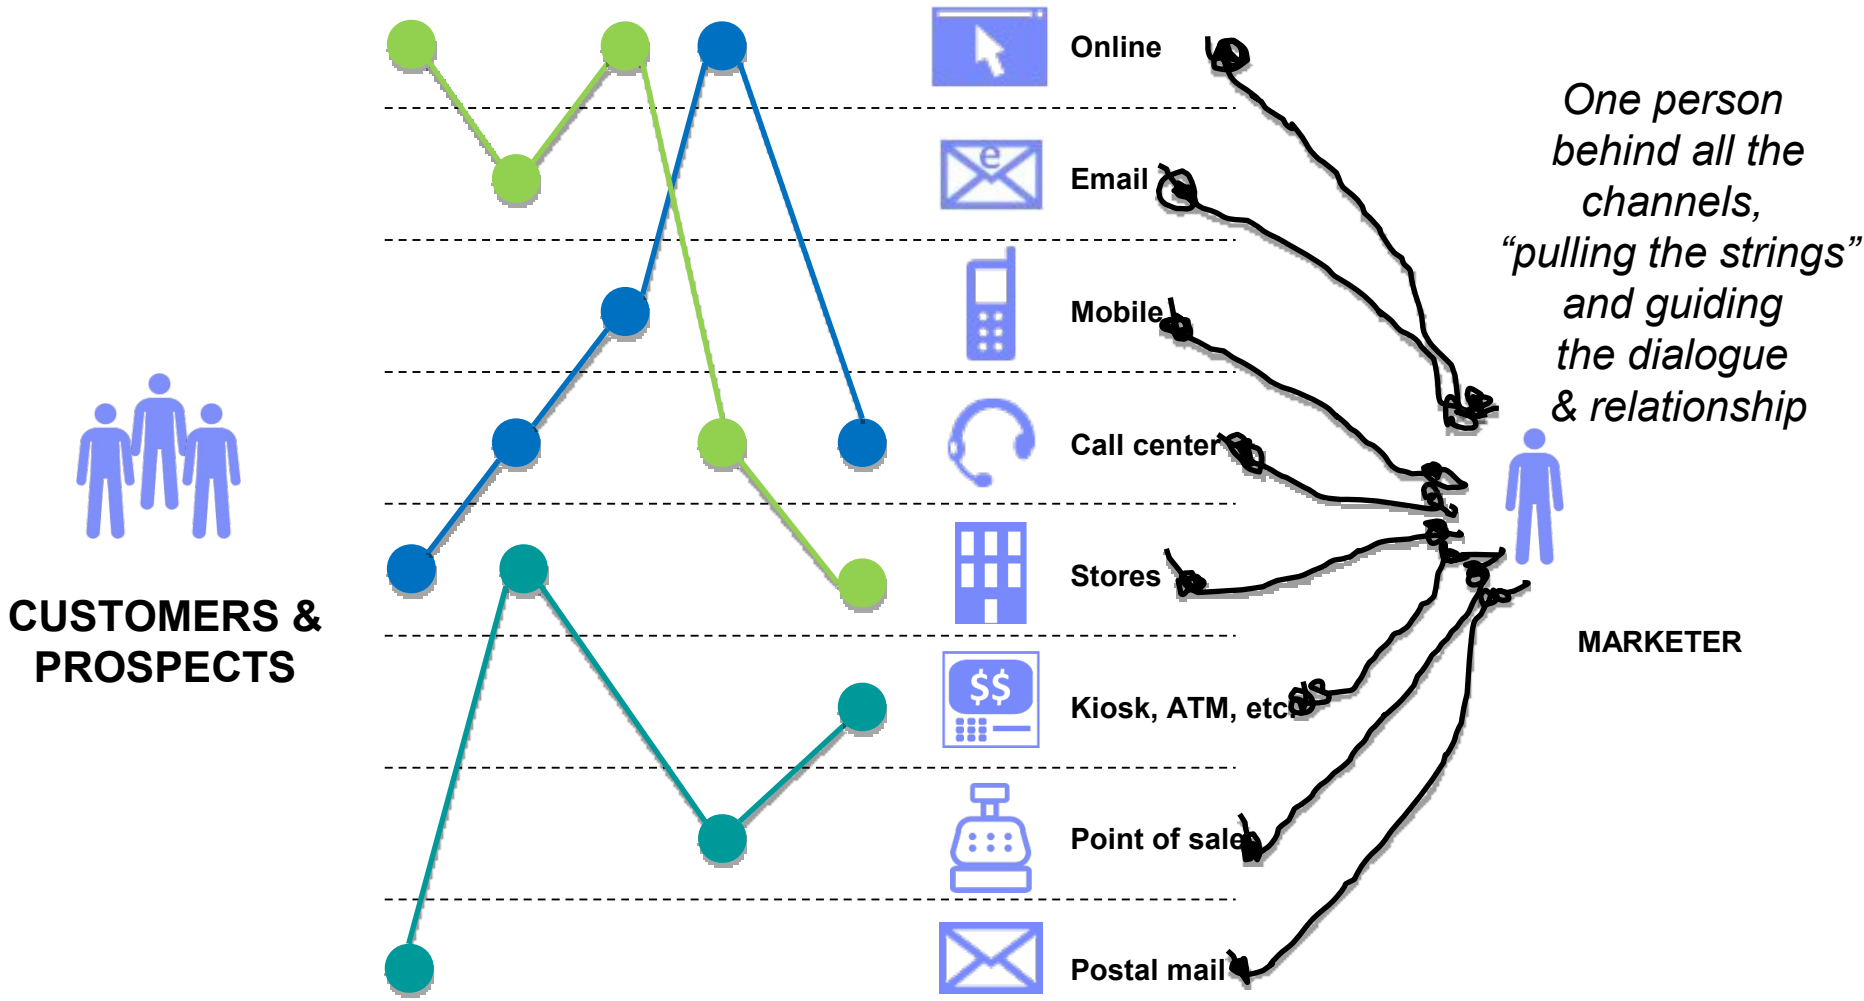 Online
Email
Mobile
Call center
Stores
Kiosk, ATM, etc.
Point of sale
Postal mail
e
$$
CUSTOMERS &
PROSPECTS
One person
behind all the
channels,
“pulling the strings”
and guiding
the dialogue
& relationship
MARKETER